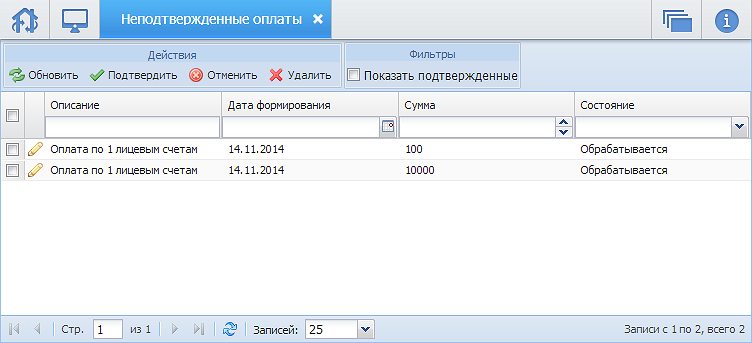 Неподтвержденные оплаты
Действия
Фильтры
Обновить Подтвердить Отменить Удалить
Показать подтвержденные
Описание Дата формирования Сумма Состояние
Оплата по 1 лицевым счетам 14.11.2014 100 Обрабатывается
Оплата по 1 лицевым счетам 14.11.2014 10000 Обрабатывается
Стр. 1 из 1 Записей: 25 Записи с 1 по 2, всего 2